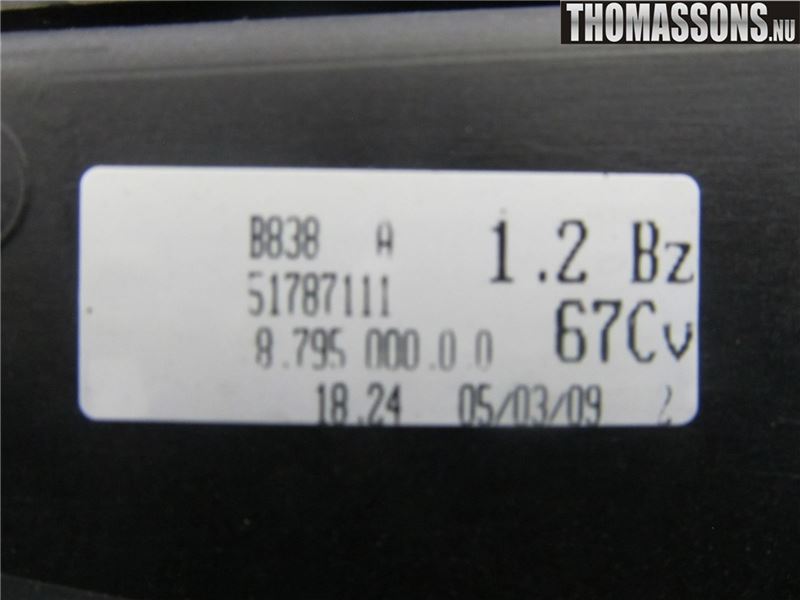 THOMASSONS.NU
B838 A 1.2 Bz
51787111
67Cv
8.795 000.0 0
18.24 05/03/09 2